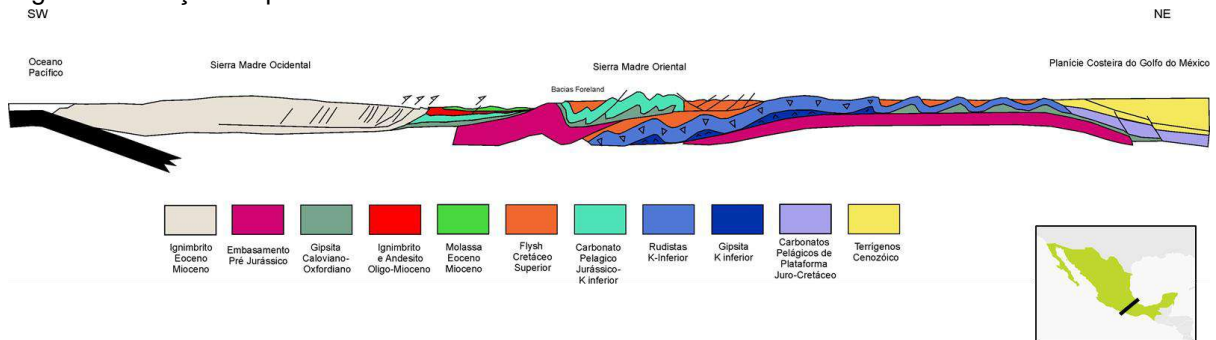 SW
NE
Oceano
Pacífico
Sierra Madre Ocidental
Sierra Madre Oriental
Planície Costeira do Golfo do México
Bacias Foreland
Ignimbrito
Eoceno
Mioceno
Embasamento
Pré Jurássico
Gipsita
Caloviano-
Oxfordiano
Ignimbrito
e Andesito
Oligo-Mioceno
Molassa
Eoceno
Mioceno
Flysh
Cretáceo
Superior
Carbonato
Pelagico
Jurássico-
K inferior
Rudistas
K-Inferior
Gipsita
K inferior
Carbonatos
Pelágicos de
Plataforma
Juro-Cretáceo
Terrigenos
Cenozóico